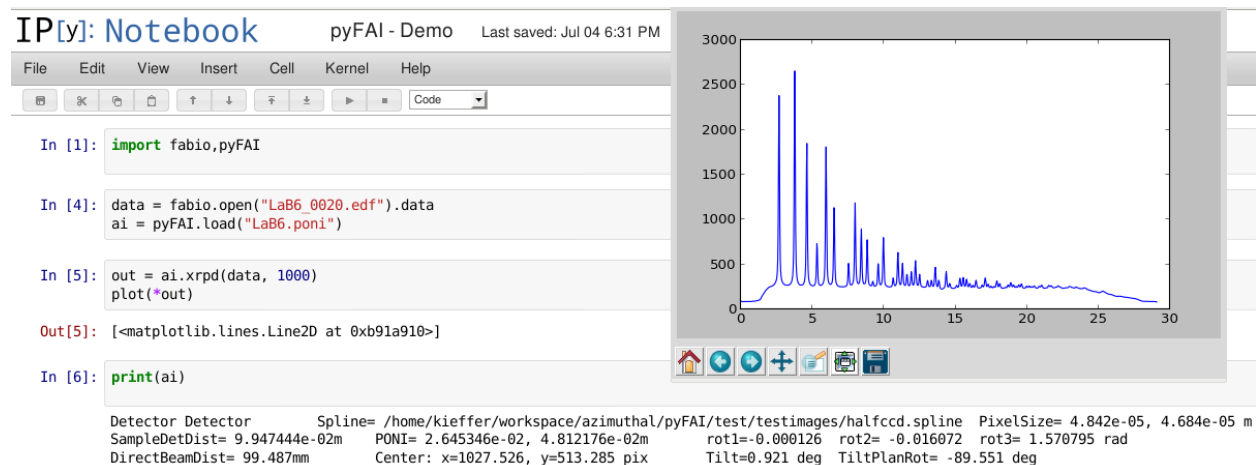 IP[y]: Notebook pyFAI - Demo Last saved: Jul 04 6:31 PM
File Edit View Insert Cell Kernel Help
Code
In [1]: import fabio,pyFAI
In [4]: data = fabio.open("LaB6_0020.edf").data
ai = pyFAI.load("LaB6.poni")
In [5]: out = ai.xrpd(data, 1000)
plot(*out)
Out[5]: [<matplotlib.lines.Line2D at 0xb91a910>]
In [6]: print(ai)
Detector Detector Spline= /home/kieffer/workspace/azimuthal/pyFAI/test/testimages/halfccd.spline PixelSize= 4.842e-05, 4.684e-05 m
SampleDetDist= 9.947444e-02m PONI= 2.645346e-02, 4.812176e-02m rot1=-0.000126 rot2= -0.016072 rot3= 1.570795 rad
DirectBeamDist= 99.487mm Center: x=1027.526, y=513.285 pix Tilt=0.921 deg TiltPlanRot= -89.551 deg
3000
2500
2000
1500
1000
500
0
0 5 10 15 20 25 30